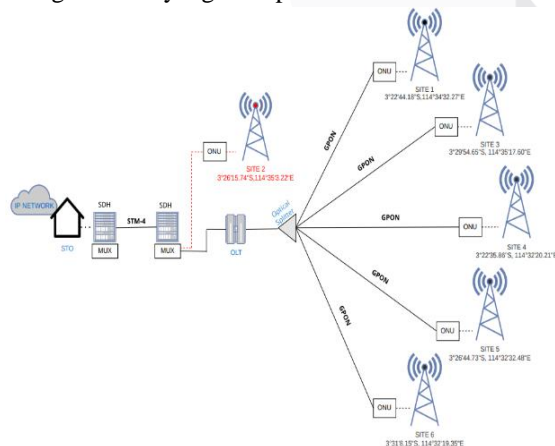 SITE 1
3°22'44.18"S,114°34'32.27"E
ONU
GPON
SITE 3
3°29'54.65"S, 114°35'17.60"E
ONU
GPON
SITE 2
3°26'15.74"S,114°35'3.22"E
ONU
IP NETWORK
STO
SDH
MUX
STM-4
SDH
MUX
OLT
Optical
Splitter
GPON
ONU
SITE 4
3°22'35.86"S, 114°32'20.21"E
GPON
ONU
SITE 5
3°26'44.73"S, 114°32'32.48"E
GPON
ONU
SITE 6
3°31'8.15"S, 114°32'19.35"E